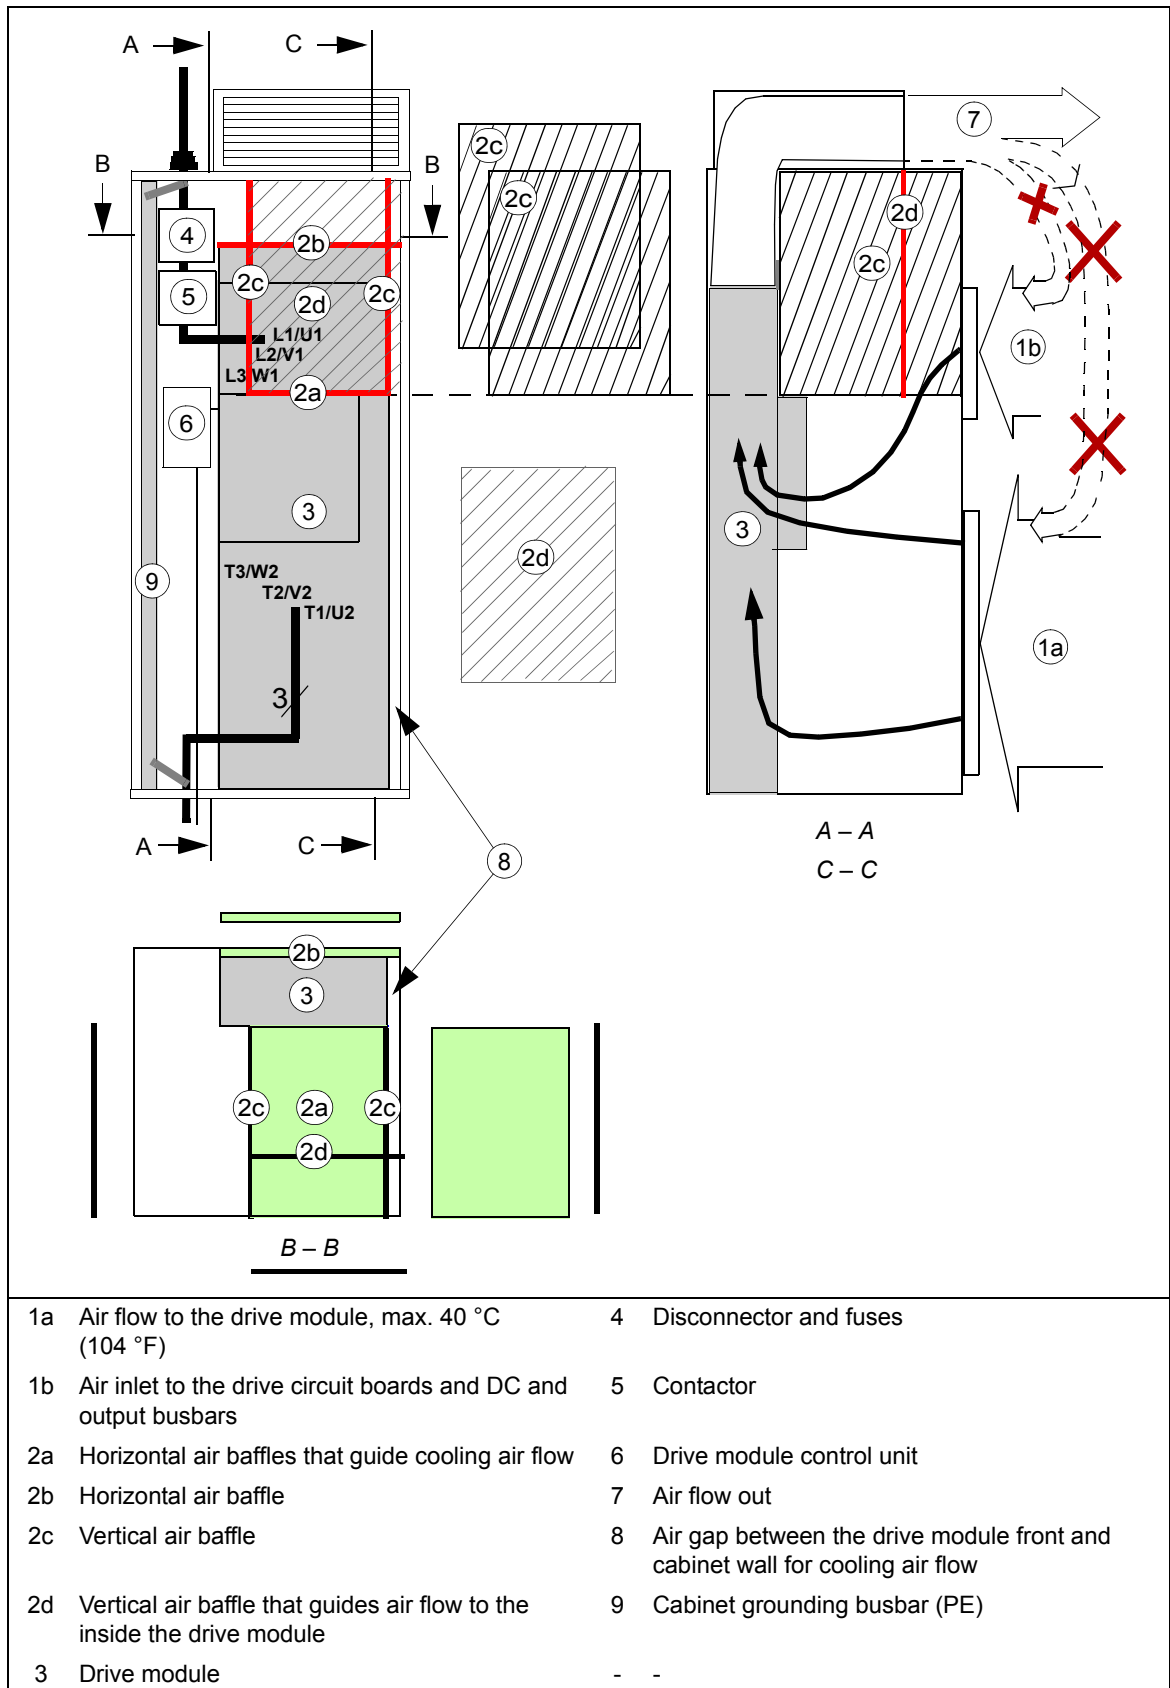 A C
7
2c
B B
2c
2d
4 2b
2c
2c 2c
5 2d
L1/U1
L2/V1 1b
L3/W1
2a
6
3 3
2d
T3/W2
9 T2/V2
T1/U2
1a
3
A – A
A C
8
C – C
2b
3
2c 2a 2c
2d
B – B
1a Air flow to the drive module, max. 40 °C 4 Disconnector and fuses
(104 °F)
1b Air inlet to the drive circuit boards and DC and 5 Contactor
output busbars
2a Horizontal air baffles that guide cooling air flow 6 Drive module control unit
2b Horizontal air baffle 7 Air flow out
2c Vertical air baffle 8 Air gap between the drive module front and
cabinet wall for cooling air flow
2d Vertical air baffle that guides air flow to the 9 Cabinet grounding busbar (PE)
inside the drive module
3 Drive module - -